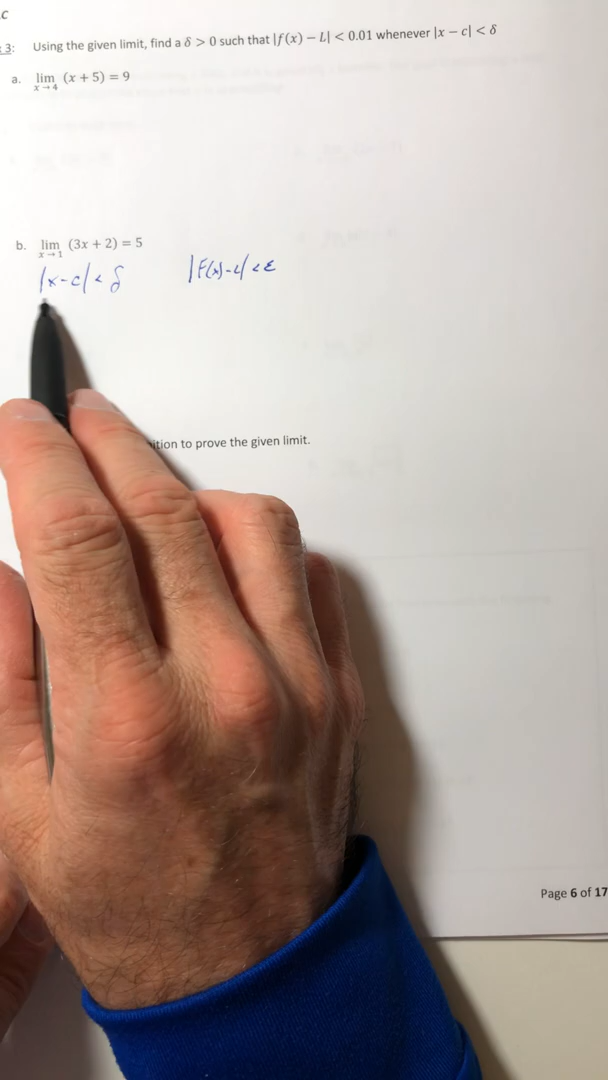 C
3: Using the given limit, find a δ > 0 such that |f(x) − L| < 0.01 whenever |x − c| < δ
a. lim x→4 (x + 5) = 9
b. lim x→1 (3x + 2) = 5
|x-c| < δ |F(x)-L| < ε
ition to prove the given limit.
Page 6 of 17